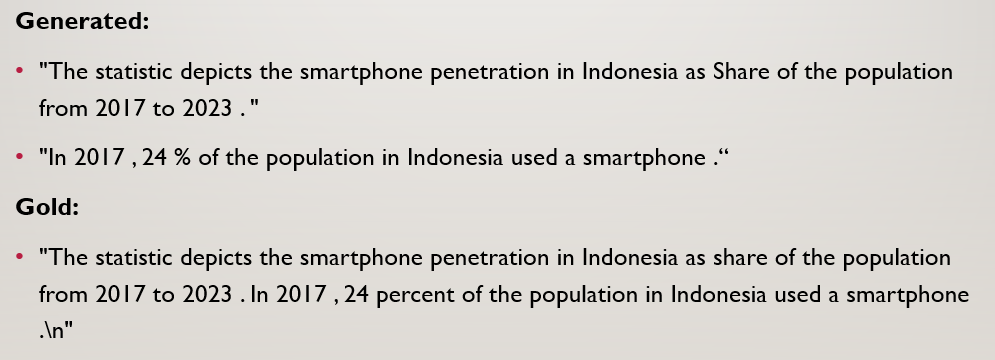 Generated:
• "The statistic depicts the smartphone penetration in Indonesia as Share of the population
from 2017 to 2023 . "
• "In 2017 , 24 % of the population in Indonesia used a smartphone .“
Gold:
• "The statistic depicts the smartphone penetration in Indonesia as share of the population
from 2017 to 2023 . In 2017 , 24 percent of the population in Indonesia used a smartphone
.\n"